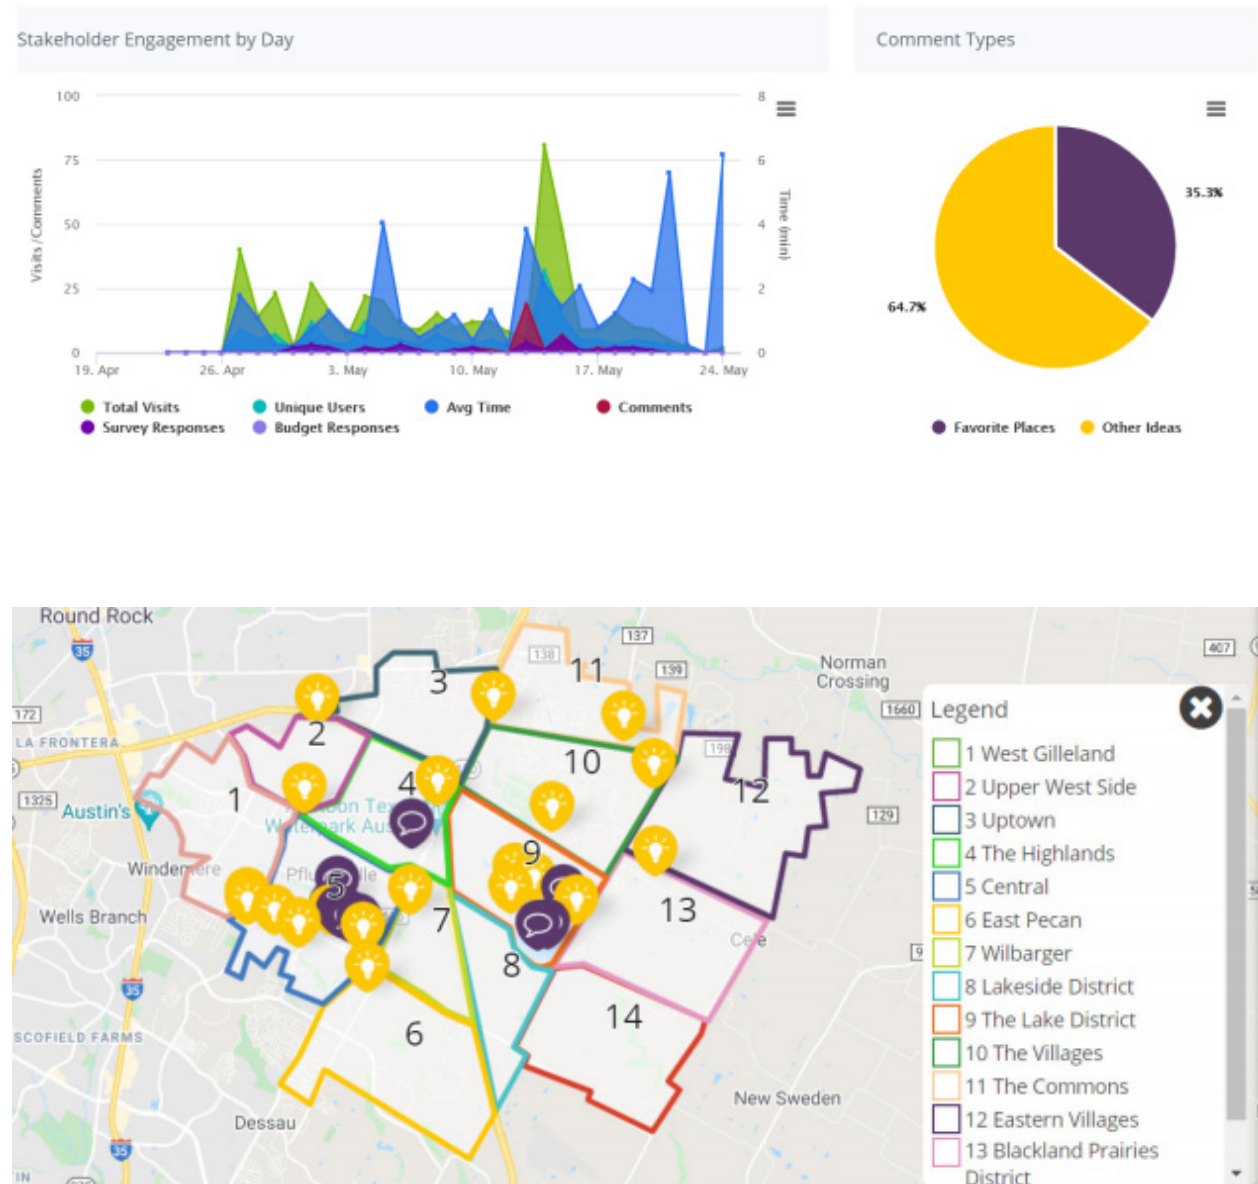 Stakeholder Engagement by Day
Comment Types
100
75
50
25
0
Visits /Comments
8
6
4
2
0
Time (min)
19. Apr
26. Apr
3. May
10. May
17. May
24. May
Total Visits
Unique Users
Avg Time
Comments
Survey Responses
Budget Responses
35.3%
64.7%
Favorite Places
Other Ideas
Round Rock
35
172
LA FRONTERA
1325
Austin's
Windemere
Wells Branch
35
SCOFIELD FARMS
35
Dessau
137
138
139
Norman
Crossing
407
1660
198
129
New Sweden
1
2
3
4
5
6
7
8
9
10
11
12
13
14
Legend
1 West Gilleland
2 Upper West Side
3 Uptown
4 The Highlands
5 Central
6 East Pecan
7 Wilbarger
8 Lakeside District
9 The Lake District
10 The Villages
11 The Commons
12 Eastern Villages
13 Blackland Prairies
District